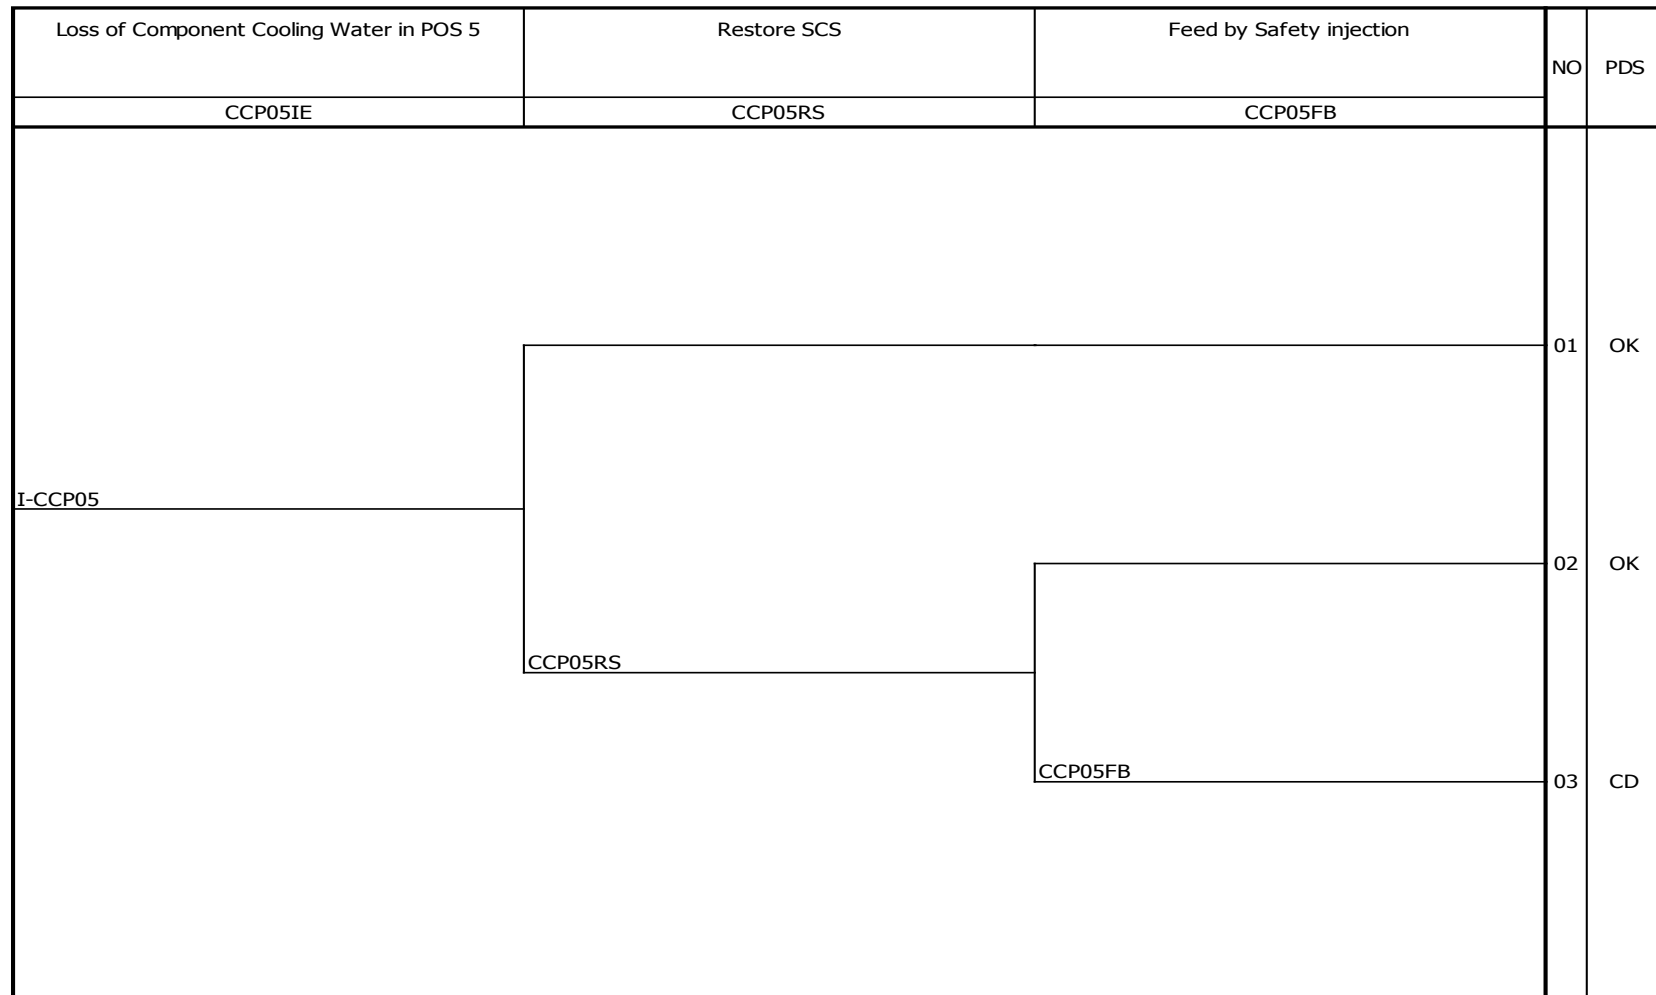 Loss of Component Cooling Water in POS 5
Restore SCS
Feed by Safety injection
NO
PDS
CCP05IE
CCP05RS
CCP05FB
01
OK
I-CCP05
02
OK
CCP05RS
CCP05FB
03
CD